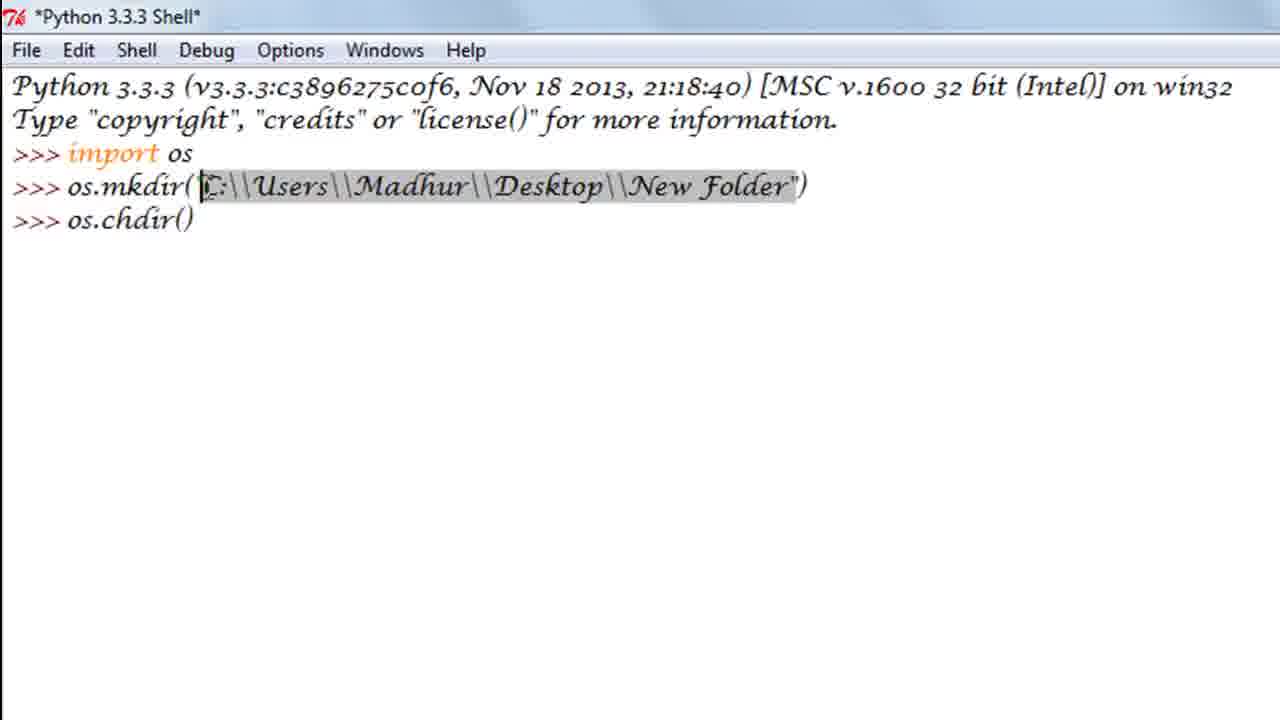 *Python 3.3.3 Shell*
File Edit Shell Debug Options Windows Help
Python 3.3.3 (v3.3.3:c3896275c0f6, Nov 18 2013, 21:18:40) [MSC v.1600 32 bit (Intel)] on win32
Type "copyright", "credits" or "license()" for more information.
>>> import os
>>> os.mkdir("C:\\Users\\Madhur\\Desktop\\New Folder")
>>> os.chdir()